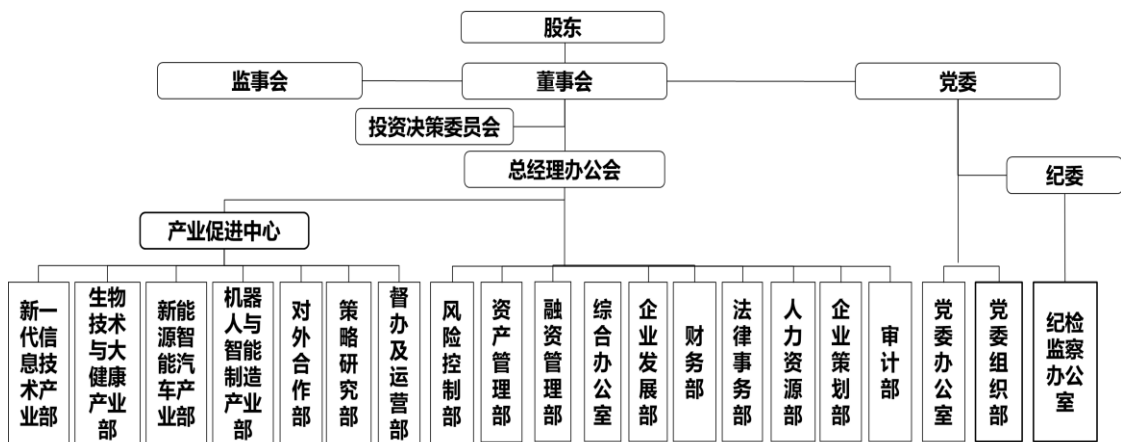 股东
监事会
董事会
党委
投资决策委员会
总经理办公会
纪委
产业促进中心
新一代信息技术产业部
生物技术与大健康产业部
新能源智能汽车产业部
机器人与智能制造产业部
对外合作部
策略研究部
督办及运营部
风险控制部
资产管理部
融资管理部
综合办公室
企业发展部
财务部
法律事务部
人力资源部
企业策划部
审计部
党委办公室
党委组织部
纪检监察办公室